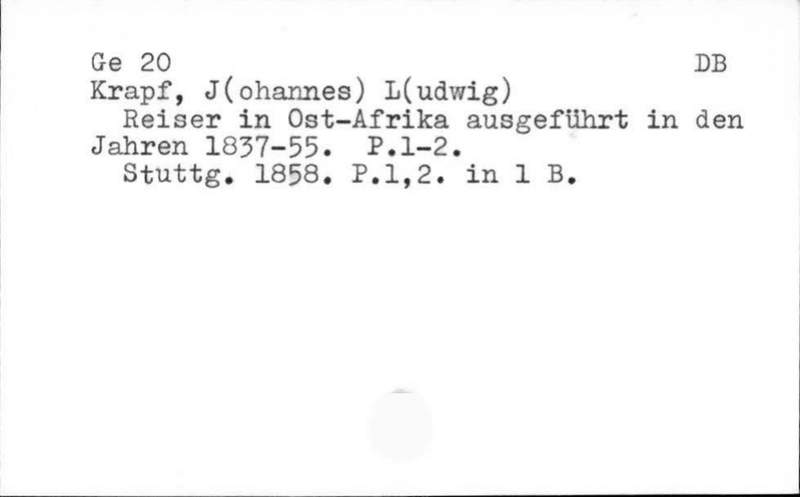 Ge 20 DB
Krapf, J(ohannes) L(udwig)
Reiser in Ost-Afrika ausgeführt in den
Jahren 1837-55. P.1-2.
Stuttg. 1858. P.1,2. in 1 B.